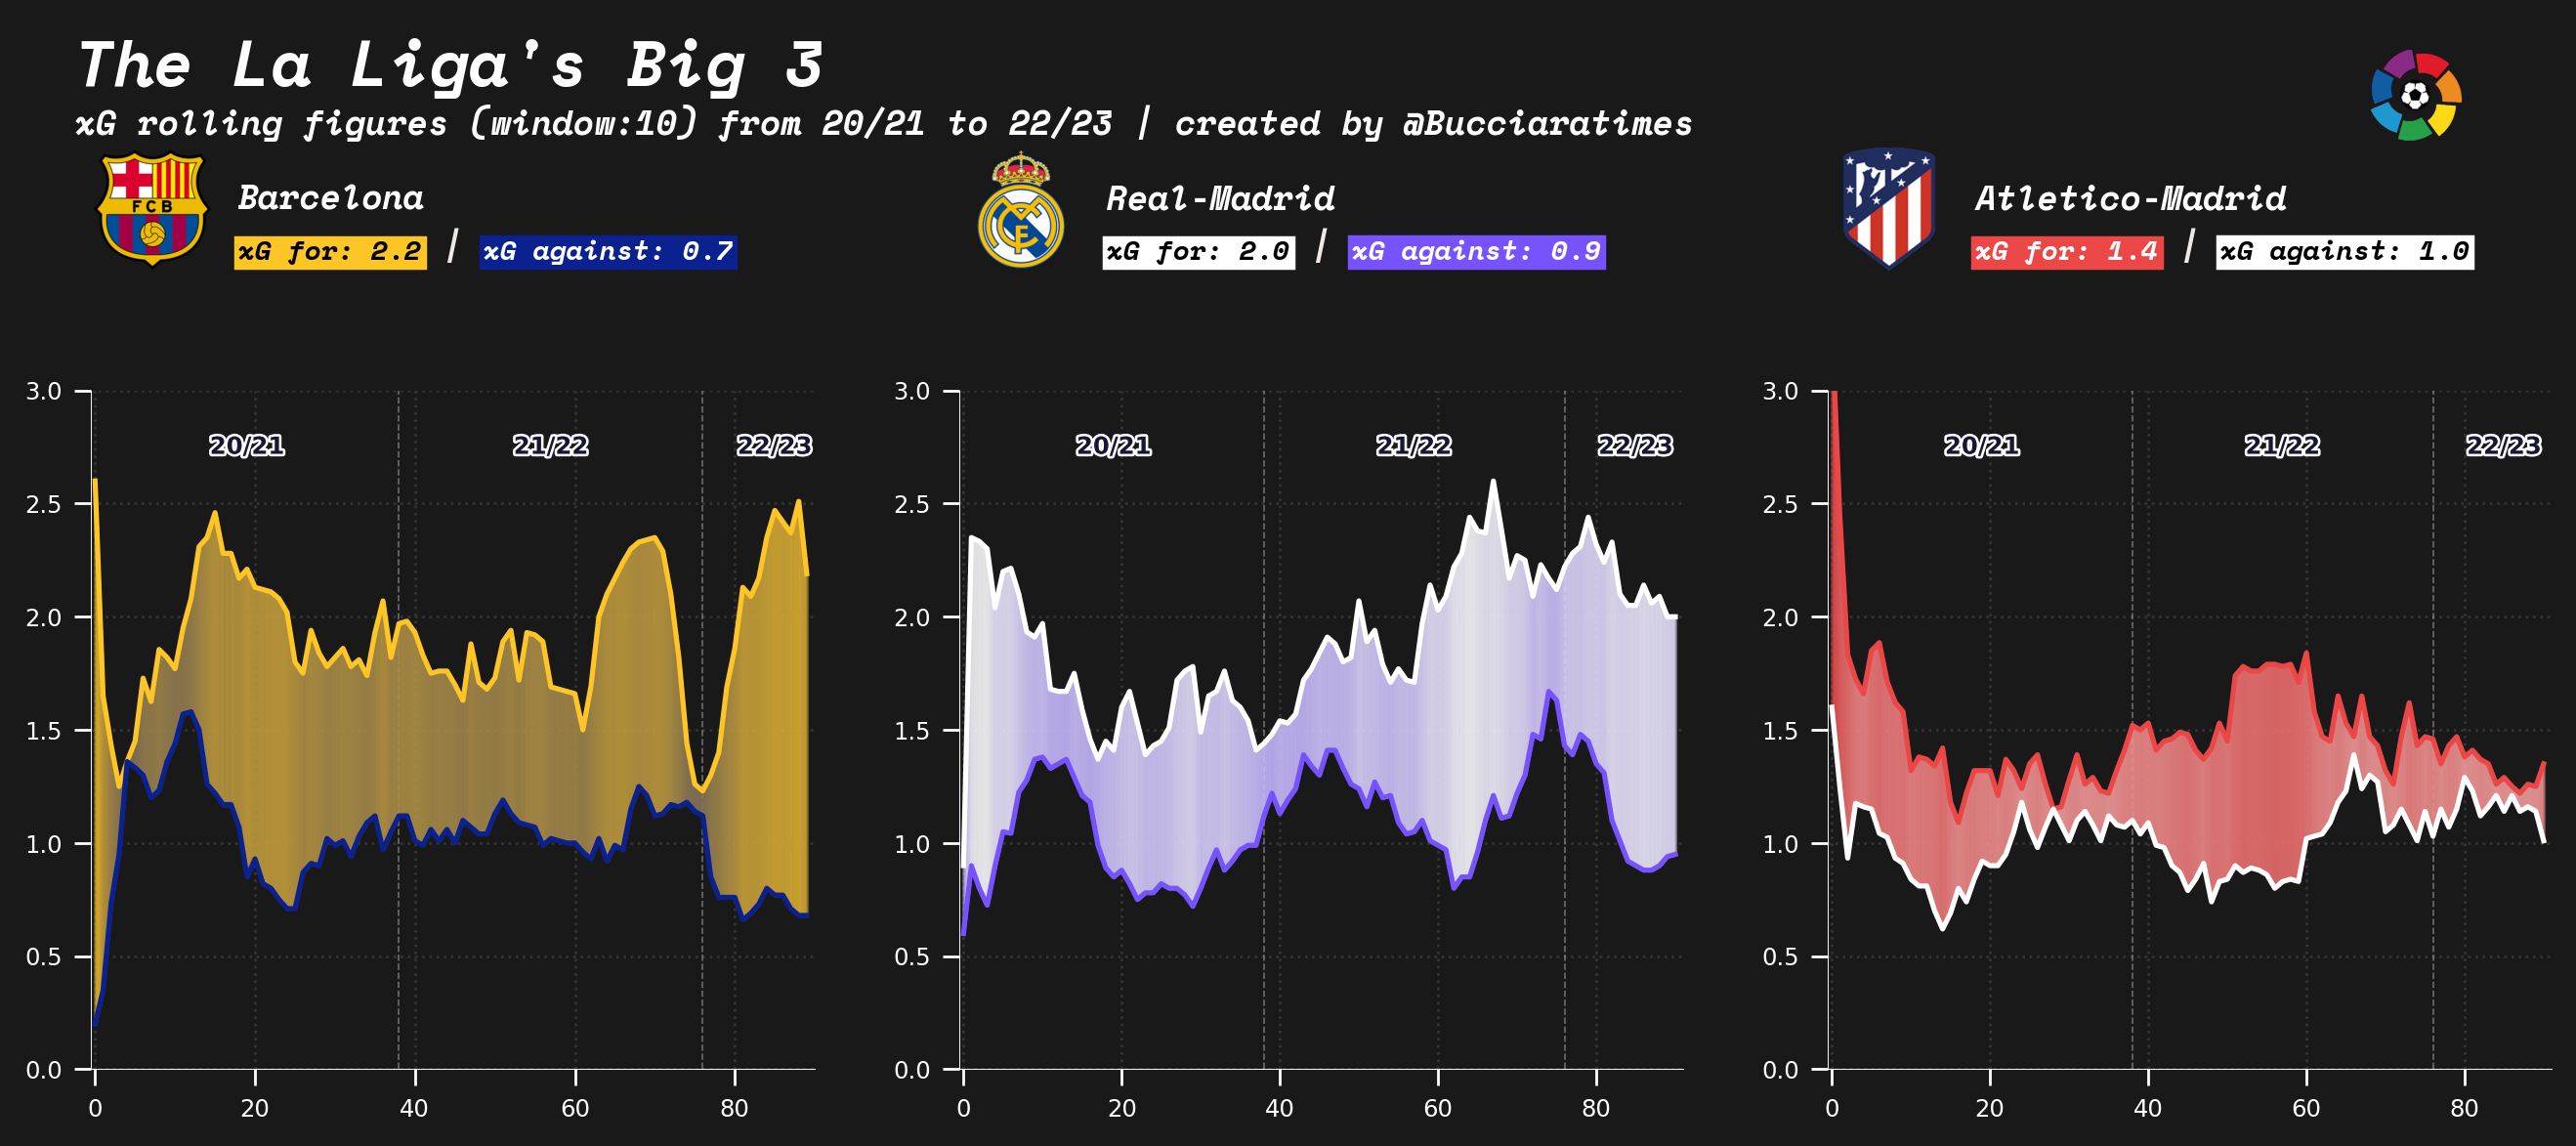 The La Liga's Big 3
xG rolling figures (window:10) from 20/21 to 22/23 | created by @Bucciaratimes
FCB
Barcelona
xG for: 2.2 / xG against: 0.7
Real-Madrid
xG for: 2.0 / xG against: 0.9
Atletico-Madrid
xG for: 1.4 / xG against: 1.0
3.0
2.5
2.0
1.5
1.0
0.5
0.0
20/21 21/22 22/23
0 20 40 60 80
3.0
2.5
2.0
1.5
1.0
0.5
0.0
20/21 21/22 22/23
0 20 40 60 80
3.0
2.5
2.0
1.5
1.0
0.5
0.0
20/21 21/22 22/23
0 20 40 60 80